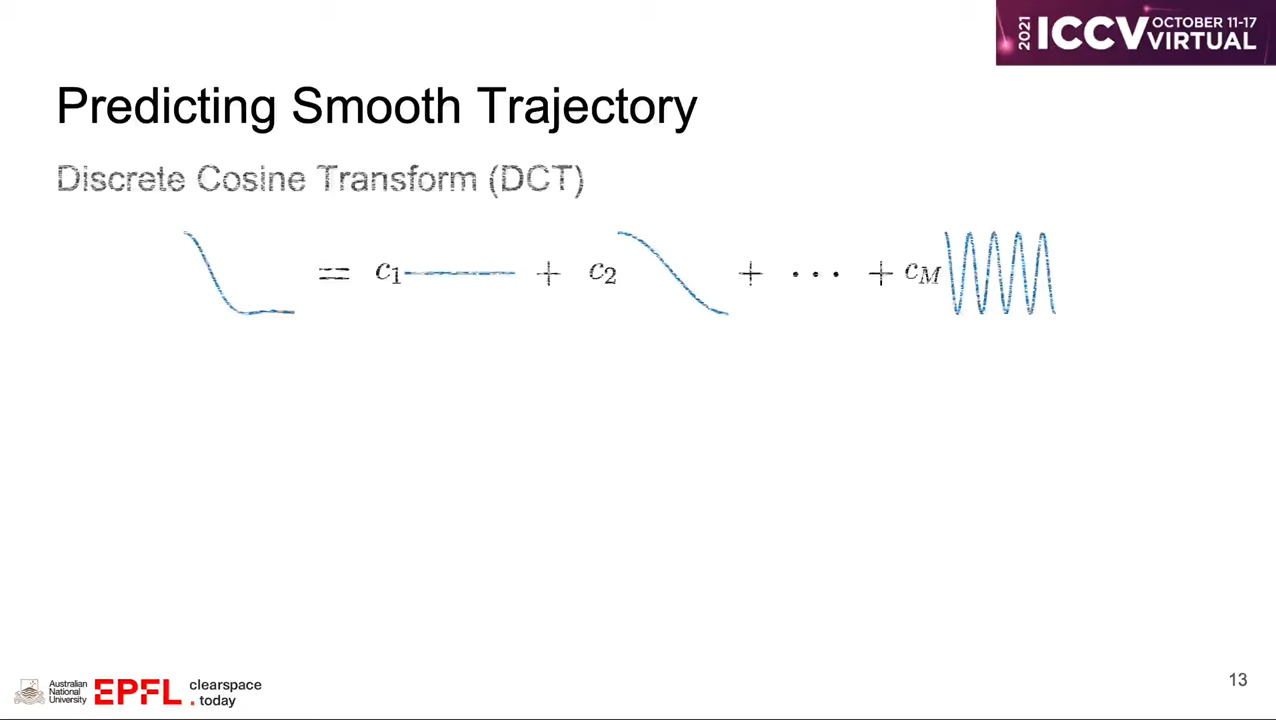 2021 ICCV OCTOBER 11-17 VIRTUAL
Predicting Smooth Trajectory
Discrete Cosine Transform (DCT)
= c1 + c2 + ··· + cM
Australian National University EPFL clearspace .today
13